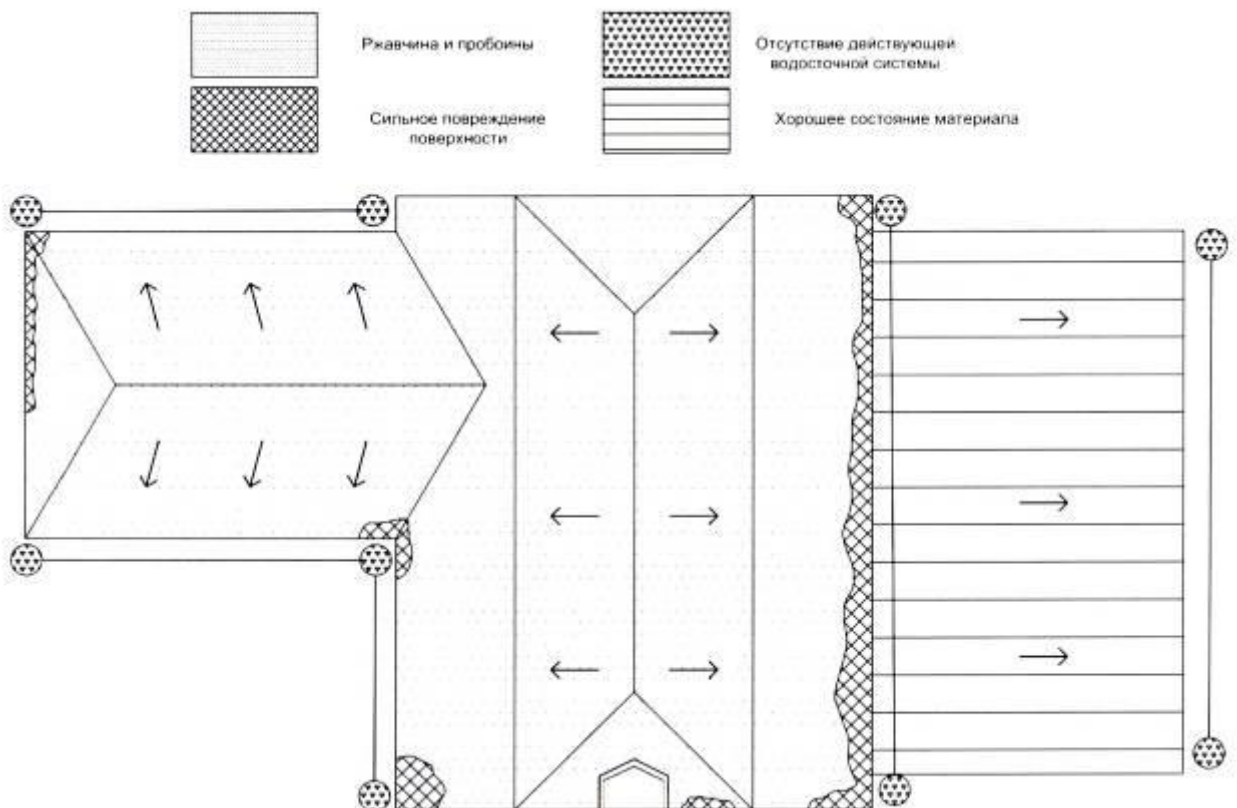 Ржавчина и пробоины
Отсутствие действующей
водосточной системы
Сильное повреждение
поверхности
Хорошее состояние материала